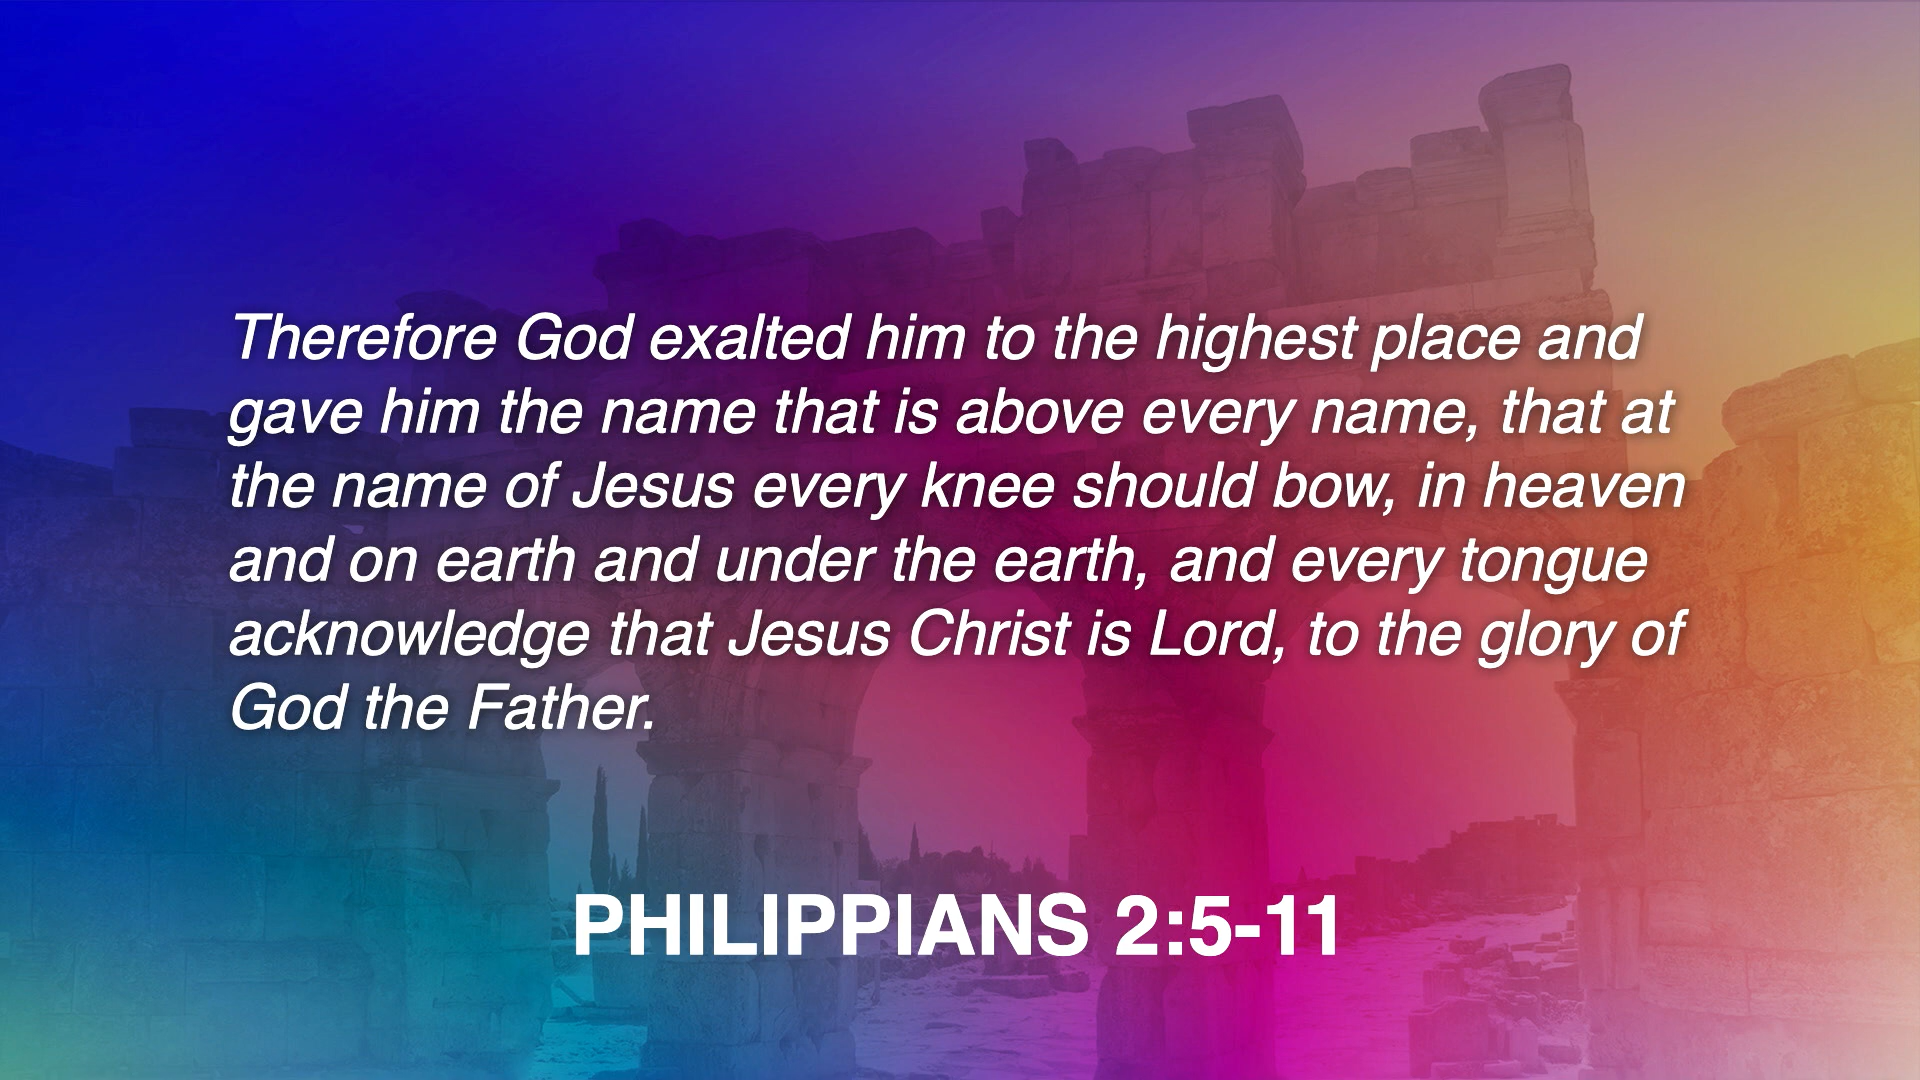 Therefore God exalted him to the highest place and
gave him the name that is above every name, that at
the name of Jesus every knee should bow, in heaven
and on earth and under the earth, and every tongue
acknowledge that Jesus Christ is Lord, to the glory of
God the Father.
PHILIPPIANS 2:5-11